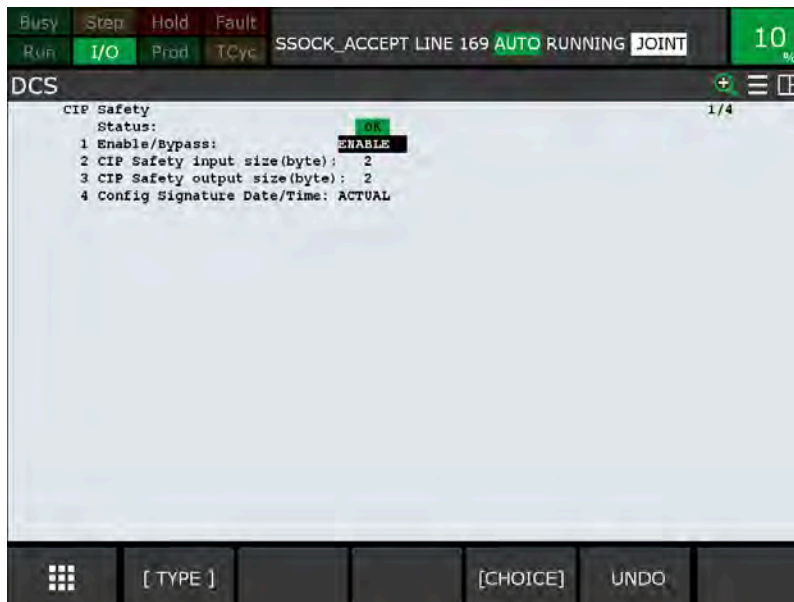 Busy Step Hold Fault
Run I/O Prod TCyc
SSOCK_ACCEPT LINE 169 AUTO RUNNING JOINT
10
%
DCS
CIP Safety 1/4
Status: OK
1 Enable/Bypass: ENABLE
2 CIP Safety input size(byte): 2
3 CIP Safety output size(byte): 2
4 Config Signature Date/Time: ACTUAL
[ TYPE ] [CHOICE] UNDO